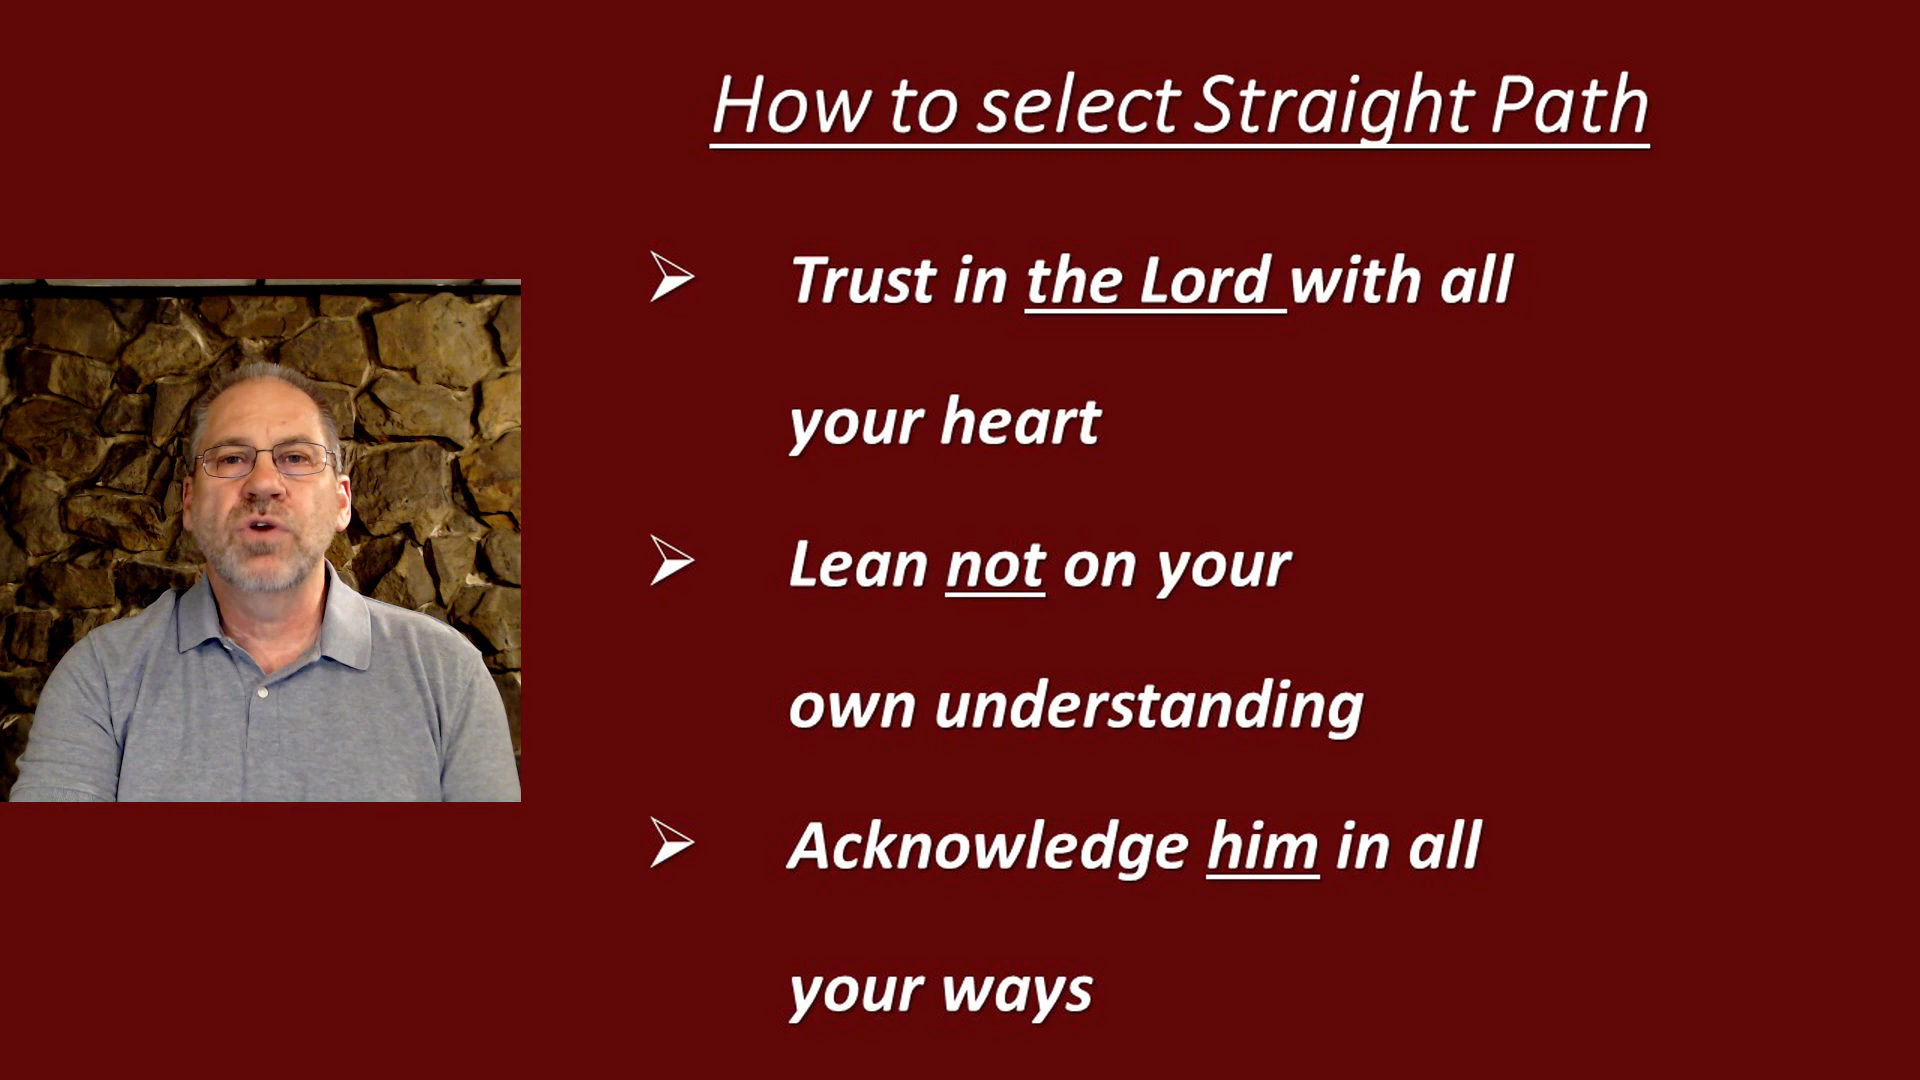 How to select Straight Path
Trust in the Lord with all
your heart
Lean not on your
own understanding
Acknowledge him in all
your ways